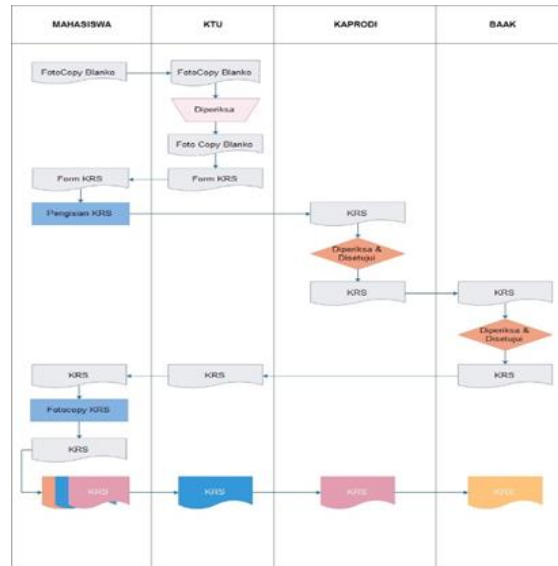 MAHASISWA
KTU
KAPRODI
BAAK
FotoCopy Blanko
FotoCopy Blanko
Diperiksa
Foto Copy Blanko
Form KRS
Form KRS
Pengisian KRS
KRS
Diperiksa &
Disetujui
KRS
KRS
Diperiksa &
Disetujui
KRS
KRS
KRS
Fotocopy KRS
KRS
KRS
KRS
KRS
KRS